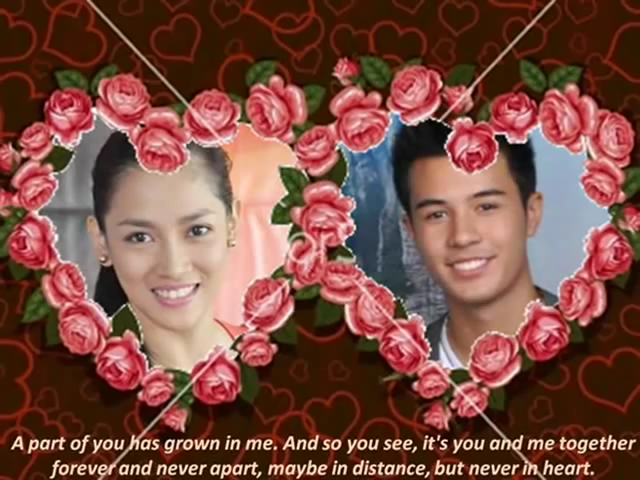 A part of you has grown in me. And so you see, it's you and me together
forever and never apart, maybe in distance, but never in heart.